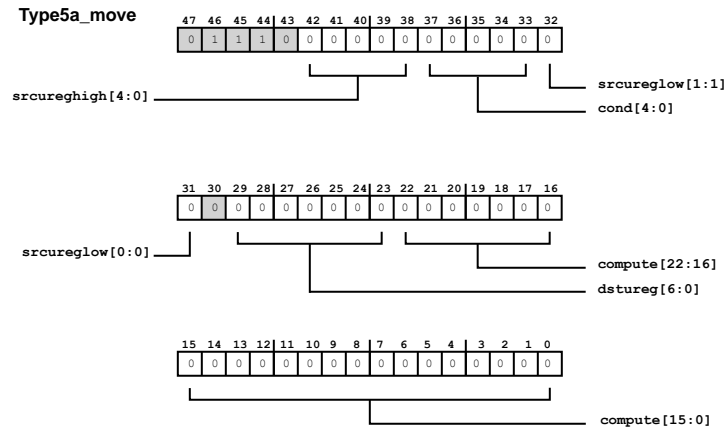 Type5a_move
47 46 45 44 43 42 41 40 39 38 37 36 35 34 33 32
0 1 1 1 0 0 0 0 0 0 0 0 0 0 0 0
srcureglow[1:1]
srcureghigh[4:0]
cond[4:0]
31 30 29 28 27 26 25 24 23 22 21 20 19 18 17 16
0 0 0 0 0 0 0 0 0 0 0 0 0 0 0 0
srcureglow[0:0]
compute[22:16]
dstureg[6:0]
15 14 13 12 11 10 9 8 7 6 5 4 3 2 1 0
0 0 0 0 0 0 0 0 0 0 0 0 0 0 0 0
compute[15:0]